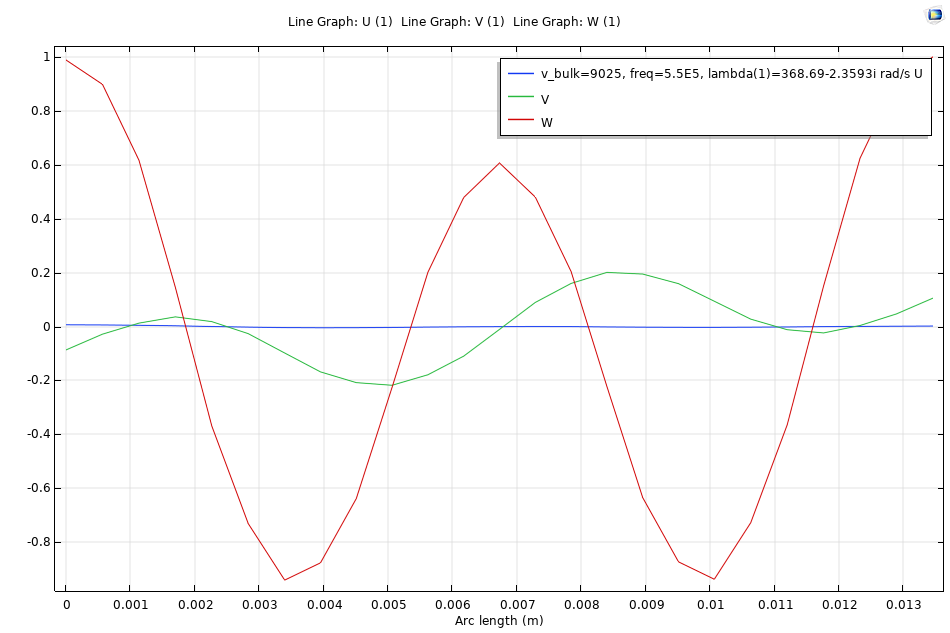 Line Graph: U (1) Line Graph: V (1) Line Graph: W (1)
1
v_bulk=9025, freq=5.5E5, lambda(1)=368.69-2.3593i rad/s U
V
W
0.8
0.6
0.4
0.2
0
-0.2
-0.4
-0.6
-0.8
0 0.001 0.002 0.003 0.004 0.005 0.006 0.007 0.008 0.009 0.01 0.011 0.012 0.013
Arc length (m)